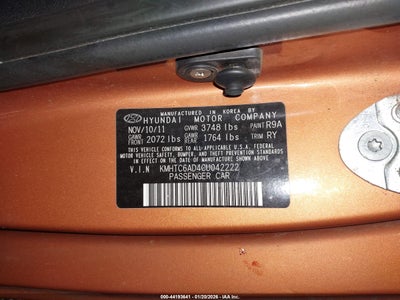 MANUFACTURED IN KOREA BY
HYUNDAI MOTOR COMPANY
NOV/10/11 GVWR 3748 lbs PAINT R9A
GAWR FRONT 2072 lbs GAWR REAR 1764 lbs TRIM RY
THIS VEHICLE CONFORMS TO ALL APPLICABLE U.S.A. FEDERAL
MOTOR VEHICLE SAFETY, BUMPER, AND THEFT PREVENTION
STANDARDS IN EFFECT ON THE DATE OF MANUFACTURE
SHOWN ABOVE.
V.I.N KMHTC6AD4CU042222
PASSENGER CAR
000-44193641 - 01/20/2026 - IAA Inc.